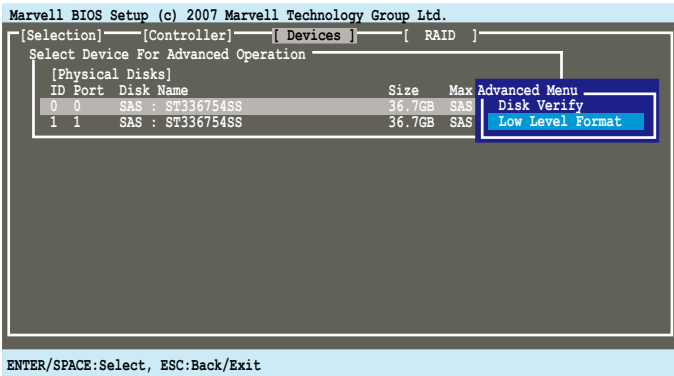 Marvell BIOS Setup (c) 2007 Marvell Technology Group Ltd.
[Selection] [Controller] [ Devices ] [ RAID ]
Select Device For Advanced Operation
[Physical Disks]
ID Port Disk Name Size Max Advanced Menu
0 0 SAS : ST336754SS 36.7GB SAS Disk Verify
1 1 SAS : ST336754SS 36.7GB SAS Low Level Format
ENTER/SPACE:Select, ESC:Back/Exit